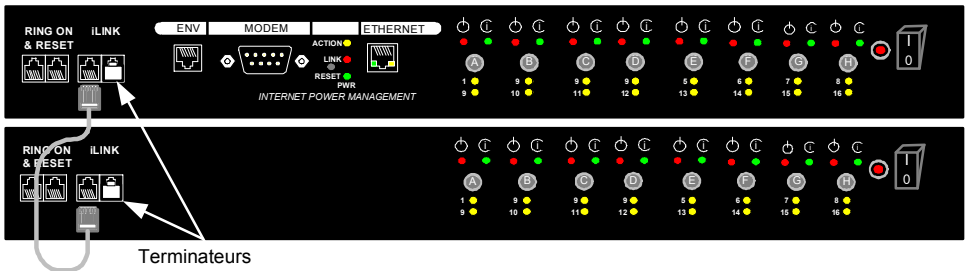 RING ON
& RESET
iLINK
ENV
MODEM
ETHERNET
ACTION
LINK
RESET
PWR
INTERNET POWER MANAGEMENT
A B C D E F G H
1 9 9 9 5 6 7 8
9 10 11 12 13 14 15 16
I
0
RING ON
& RESET
iLINK
A B C D E F G H
1 9 9 9 5 6 7 8
9 10 11 12 13 14 15 16
I
0
Terminateurs